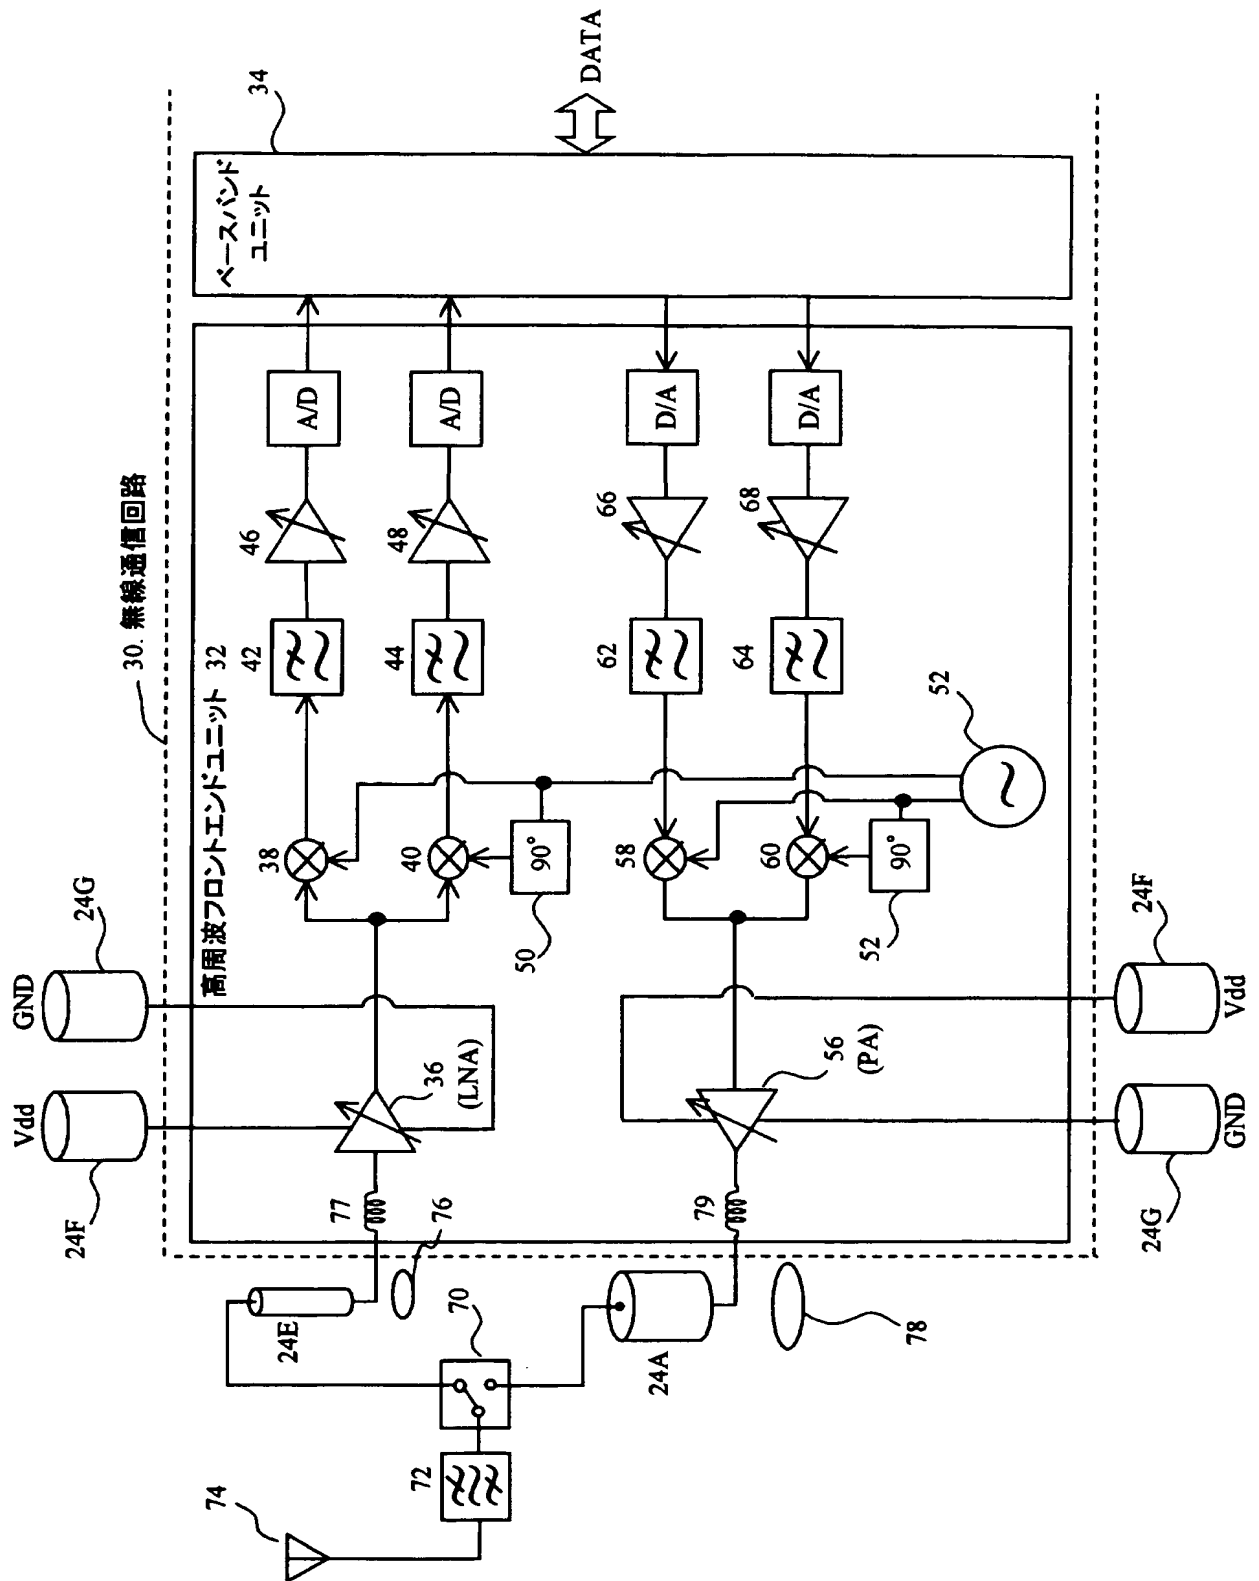 30. 無線通信回路
高周波フロントエンドユニット 32
ベースバンド
ユニット
34
DATA
Vdd
24F
GND
24G
42
46
A/D
38
44
48
A/D
40
90°
50
36
(LNA)
77
76
24E
70
72
74
62
66
D/A
58
64
68
D/A
60
90°
52
52
56
(PA)
79
24A
78
GND
24G
Vdd
24F